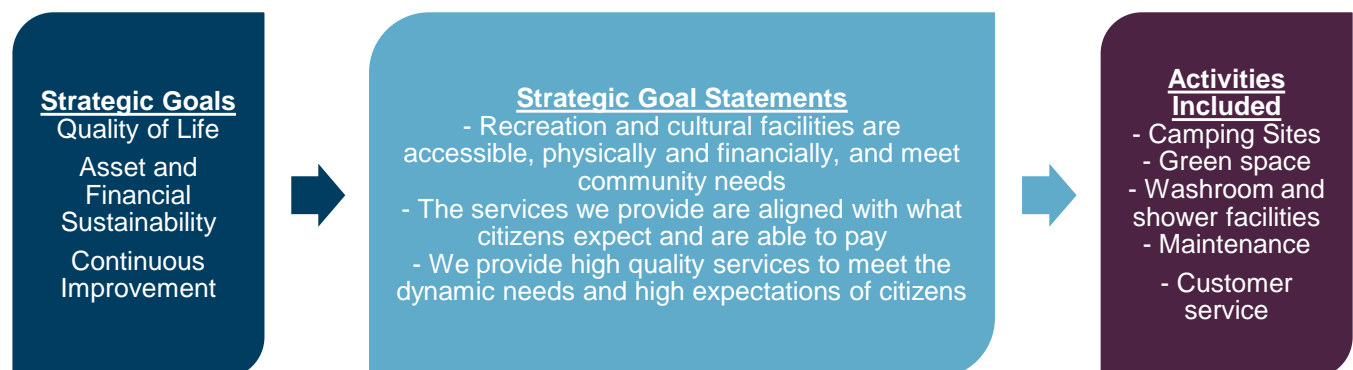 Strategic Goals
Quality of Life
Asset and
Financial
Sustainability
Continuous
Improvement
Strategic Goal Statements
- Recreation and cultural facilities are
accessible, physically and financially, and meet
community needs
- The services we provide are aligned with what
citizens expect and are able to pay
- We provide high quality services to meet the
dynamic needs and high expectations of citizens
Activities
Included
- Camping Sites
- Green space
- Washroom and
shower facilities
- Maintenance
- Customer
service